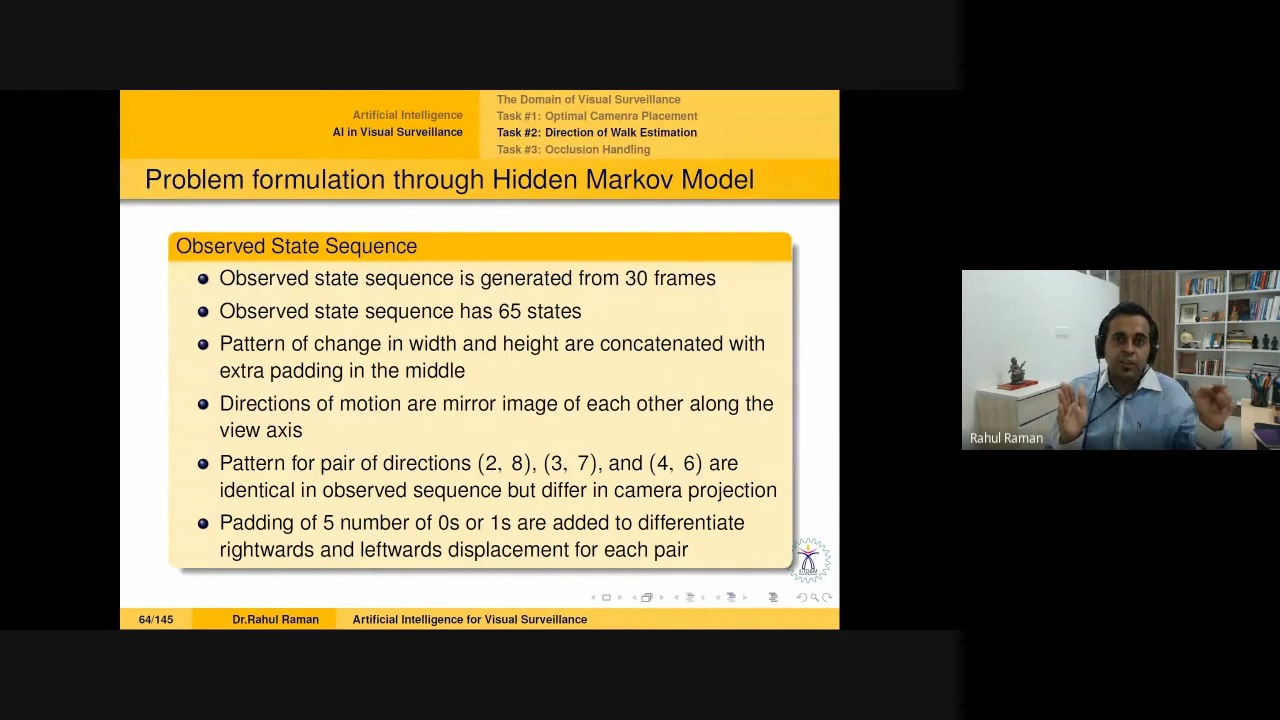 Artificial Intelligence
AI in Visual Surveillance
The Domain of Visual Surveillance
Task #1: Optimal Camenra Placement
Task #2: Direction of Walk Estimation
Task #3: Occlusion Handling
Problem formulation through Hidden Markov Model
Observed State Sequence
Observed state sequence is generated from 30 frames
Observed state sequence has 65 states
Pattern of change in width and height are concatenated with
extra padding in the middle
Directions of motion are mirror image of each other along the
view axis
Pattern for pair of directions (2, 8), (3, 7), and (4, 6) are
identical in observed sequence but differ in camera projection
Padding of 5 number of 0s or 1s are added to differentiate
rightwards and leftwards displacement for each pair
64/145
Dr.Rahul Raman
Artificial Intelligence for Visual Surveillance
Rahul Raman